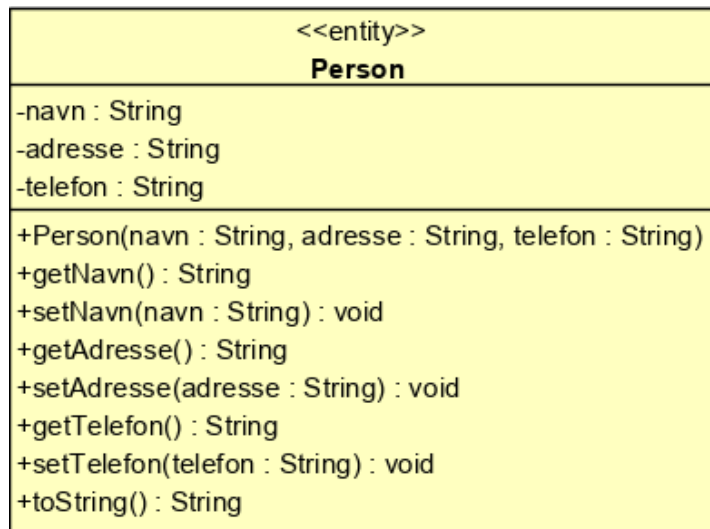 <<entity>>
Person
-navn : String
-adresse : String
-telefon : String
+Person(navn : String, adresse : String, telefon : String)
+getNavn() : String
+setNavn(navn : String) : void
+getAdresse() : String
+setAdresse(adresse : String) : void
+getTelefon() : String
+setTelefon(telefon : String) : void
+toString() : String